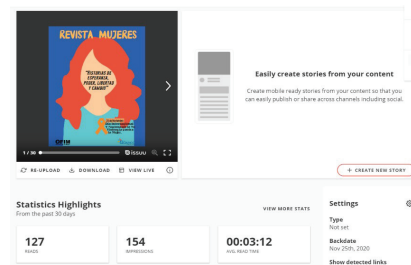 REVISTA MUJERES
"HISTORIAS DE
ESPERANZA,
PODER, LIBERTAD
Y CAMBIO"
1 / 30
issuu
RE-UPLOAD
DOWNLOAD
VIEW LIVE
Easily create stories from your content
Create mobile ready stories from your content so that you
can easily publish or share across channels including social.
+ CREATE NEW STORY
Statistics Highlights
From the past 30 days
VIEW MORE STATS
127
READS
154
IMPRESSIONS
00:03:12
AVG. READ TIME
Settings
Type
Not set
Backdate
Nov 25th, 2020
Show detected links